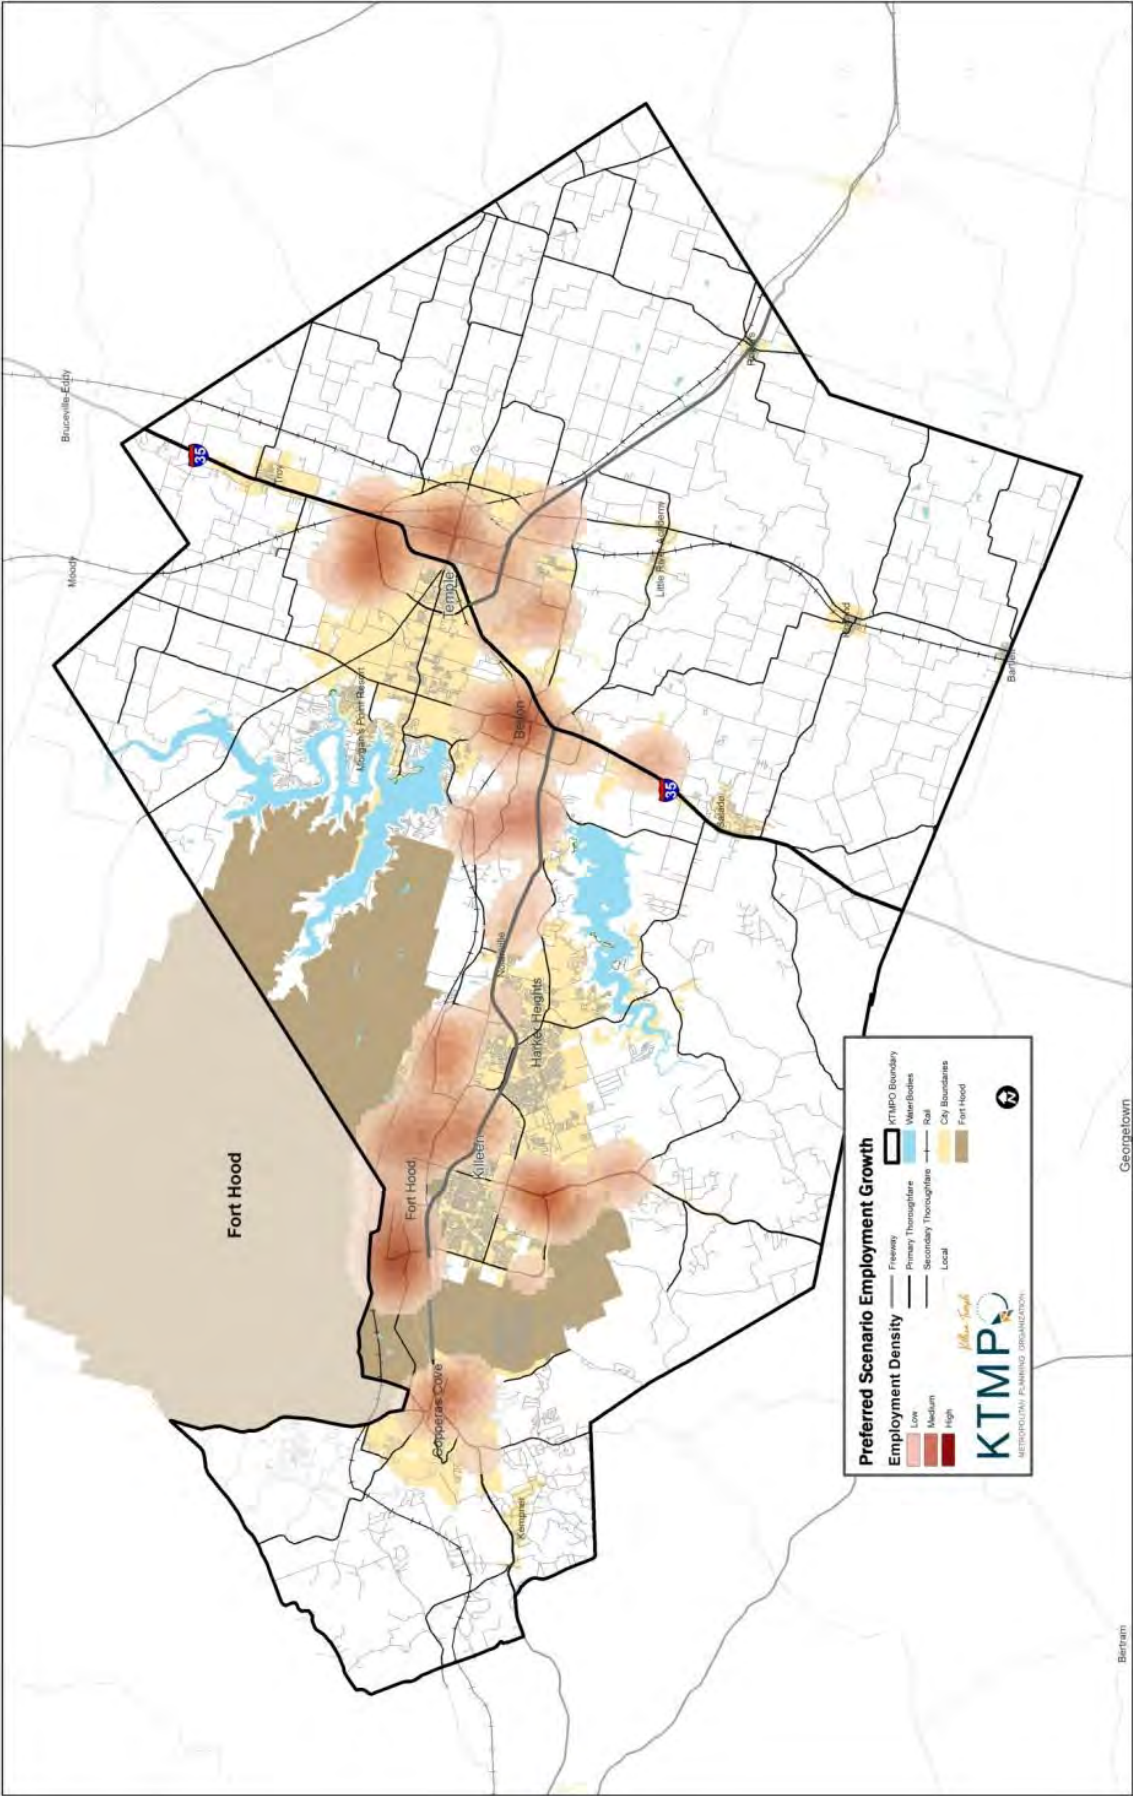 Bruceville-Eddy
Moody
35
Troy
Temple
Morgan's Point Resort
Belton
Little River-Academy
Rogers
Holland
Bartlett
35
Salado
Nolanville
Harker Heights
Killeen
Fort Hood
Fort Hood
Copperas Cove
Kempner
Georgetown
Bertram
Preferred Scenario Employment Growth
Employment Density
Low
Medium
High
Freeway
Primary Thoroughfare
Secondary Thoroughfare
Local
KTMPO Boundary
WaterBodies
Rail
City Boundaries
Fort Hood
N
Killeen Temple
KTMPO
METROPOLITAN PLANNING ORGANIZATION